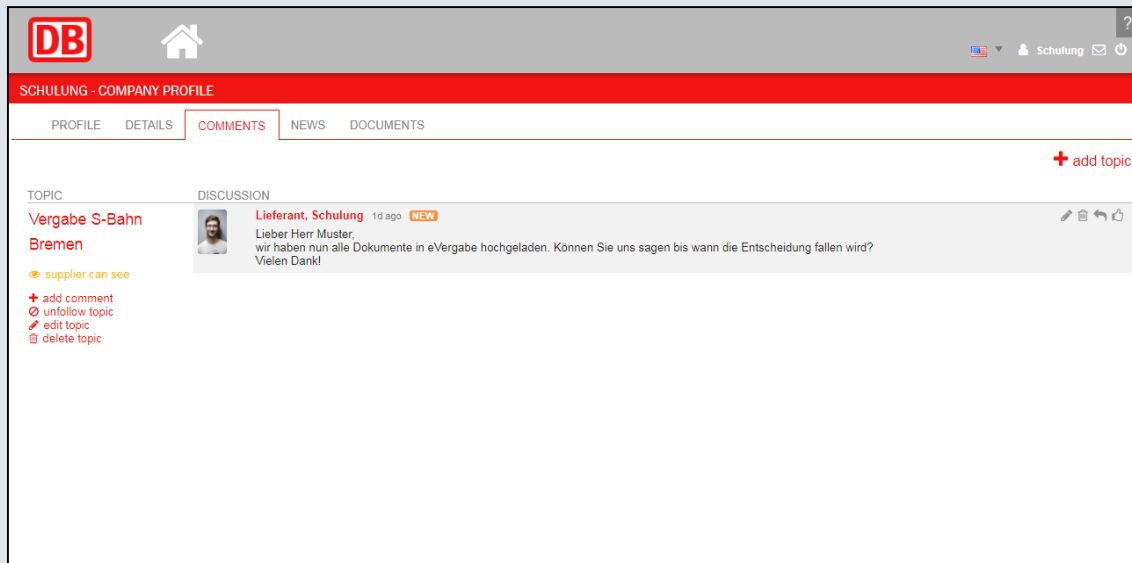 ?
DB
Schulung
SCHULUNG - COMPANY PROFILE
PROFILE DETAILS COMMENTS NEWS DOCUMENTS
add topic
TOPIC DISCUSSION
Vergabe S-Bahn
Bremen
supplier can see
add comment
unfollow topic
edit topic
delete topic
Lieferant, Schulung 1d ago NEW
Lieber Herr Muster,
wir haben nun alle Dokumente in eVergabe hochgeladen. Können Sie uns sagen bis wann die Entscheidung fallen wird?
Vielen Dank!